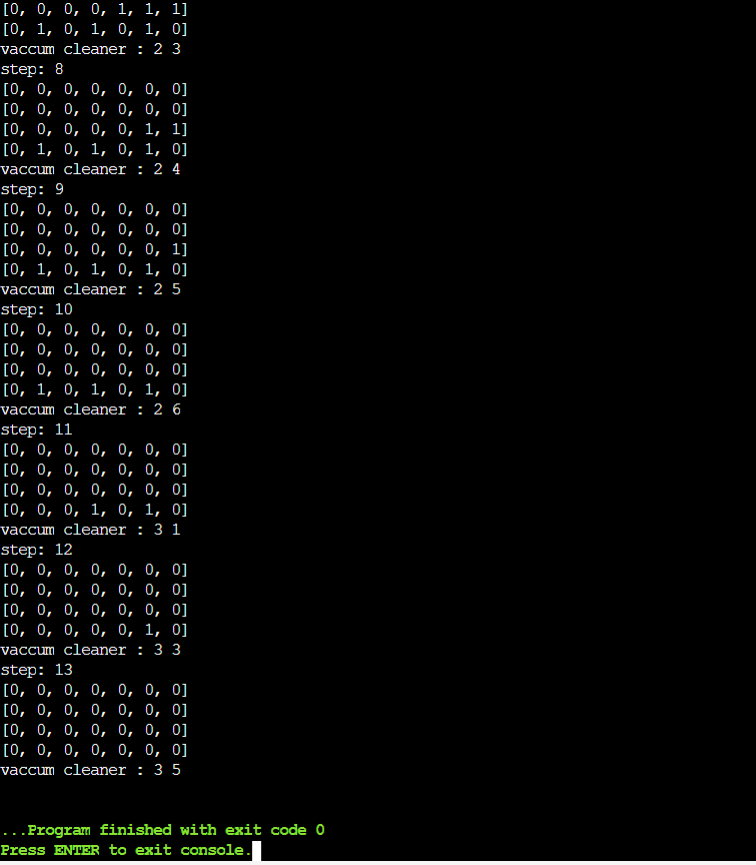 [0, 0, 0, 0, 1, 1, 1]
[0, 1, 0, 1, 0, 1, 0]
vaccum cleaner : 2 3
step: 8
[0, 0, 0, 0, 0, 0, 0]
[0, 0, 0, 0, 0, 0, 0]
[0, 0, 0, 0, 0, 1, 1]
[0, 1, 0, 1, 0, 1, 0]
vaccum cleaner : 2 4
step: 9
[0, 0, 0, 0, 0, 0, 0]
[0, 0, 0, 0, 0, 0, 0]
[0, 0, 0, 0, 0, 0, 1]
[0, 1, 0, 1, 0, 1, 0]
vaccum cleaner : 2 5
step: 10
[0, 0, 0, 0, 0, 0, 0]
[0, 0, 0, 0, 0, 0, 0]
[0, 0, 0, 0, 0, 0, 0]
[0, 1, 0, 1, 0, 1, 0]
vaccum cleaner : 2 6
step: 11
[0, 0, 0, 0, 0, 0, 0]
[0, 0, 0, 0, 0, 0, 0]
[0, 0, 0, 0, 0, 0, 0]
[0, 0, 0, 1, 0, 1, 0]
vaccum cleaner : 3 1
step: 12
[0, 0, 0, 0, 0, 0, 0]
[0, 0, 0, 0, 0, 0, 0]
[0, 0, 0, 0, 0, 0, 0]
[0, 0, 0, 0, 0, 1, 0]
vaccum cleaner : 3 3
step: 13
[0, 0, 0, 0, 0, 0, 0]
[0, 0, 0, 0, 0, 0, 0]
[0, 0, 0, 0, 0, 0, 0]
[0, 0, 0, 0, 0, 0, 0]
vaccum cleaner : 3 5
...Program finished with exit code 0
Press ENTER to exit console.